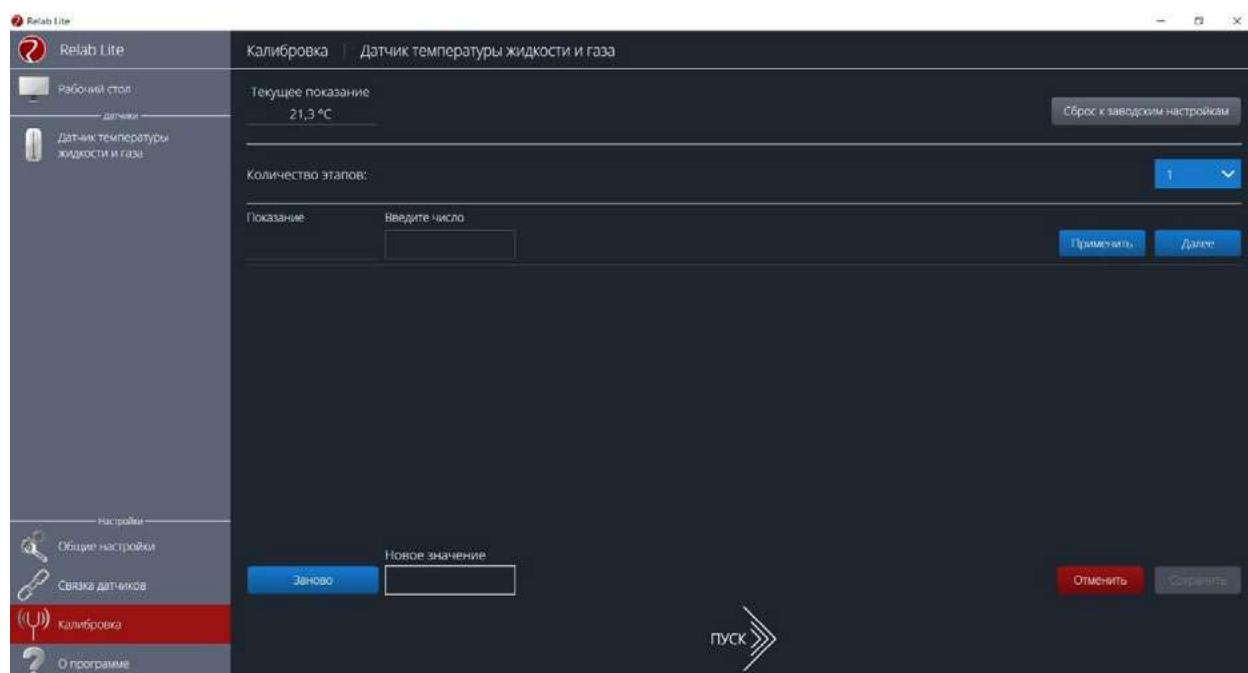 Relab Lite
Relab Lite
Рабочий стол
Датчики
Датчик температуры
жидкости и газа
Настройки
Общие настройки
Связка датчиков
Калибровка
О программе
Калибровка
Датчик температуры жидкости и газа
Текущее показание
21,3 °C
Сброс к заводским настройкам
Количество этапов:
1
Показание
Введите число
Применить
Далее
Новое значение
Заново
Отменить
Сохранить
ПУСК